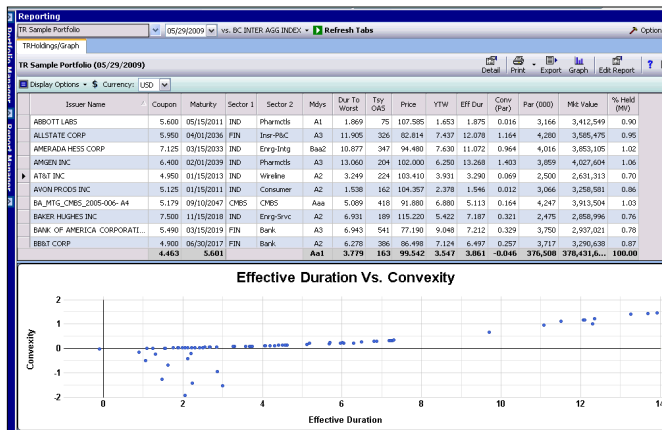 Reporting
TR Sample Portfolio 05/29/2009 vs. BC INTER AGG INDEX Refresh Tabs Option
TRHoldings/Graph
TR Sample Portfolio (05/29/2009) Detail Print Export Graph Edit Report ?
Display Options $ Currency: USD
Issuer Name Coupon Maturity Sector 1 Sector 2 Mdys Dur To Worst Tsy OAS Price YTW Eff Dur Conv (Par) Par (000) Mkt Value % Held (MV)
ABBOTT LABS 5.600 05/15/2011 IND Pharmctls A1 1.869 75 107.585 1.653 1.875 0.016 3,166 3,412,549 0.90
ALLSTATE CORP 5.950 04/01/2036 FIN Insr-P&C A3 11.905 326 82.814 7.437 12.078 1.164 4,280 3,585,475 0.95
AMERADA HESS CORP 7.125 03/15/2033 IND Enrg-Intg Baa2 10.877 347 94.480 7.630 11.072 0.964 4,016 3,853,105 1.02
AMGEN INC 6.400 02/01/2039 IND Pharmctls A3 13.060 204 102.000 6.250 13.268 1.403 3,859 4,027,604 1.06
AT&T INC 4.950 01/15/2013 IND Wireline A2 3.249 224 103.410 3.931 3.290 0.069 2,500 2,631,313 0.70
AVON PRODS INC 5.125 01/15/2011 IND Consumer A2 1.538 162 104.357 2.378 1.546 0.012 3,066 3,258,581 0.86
BA_MTG_CMBS_2005-006- A4 5.179 09/10/2047 CMBS CMBS Aaa 5.089 418 91.880 6.880 5.113 0.164 4,247 3,913,504 1.03
BAKER HUGHES INC 7.500 11/15/2018 IND Enrg-Srvc A2 6.931 189 115.220 5.422 7.187 0.321 2,475 2,858,996 0.76
BANK OF AMERICA CORPORATI... 5.490 03/15/2019 FIN Bank A3 6.943 541 77.190 9.048 7.212 0.329 3,750 2,937,021 0.78
BB&T CORP 4.900 06/30/2017 FIN Bank A2 6.278 386 86.498 7.124 6.497 0.257 3,717 3,290,638 0.87
4.463 5.601 Aa1 3.779 163 99.542 3.547 3.861 -0.046 376,508 378,431,6... 100.00
Effective Duration Vs. Convexity
2
1
0
-1
-2
Convexity
0 2 4 6 8 10 12 14
Effective Duration
Portfolio Manager
Report Manager